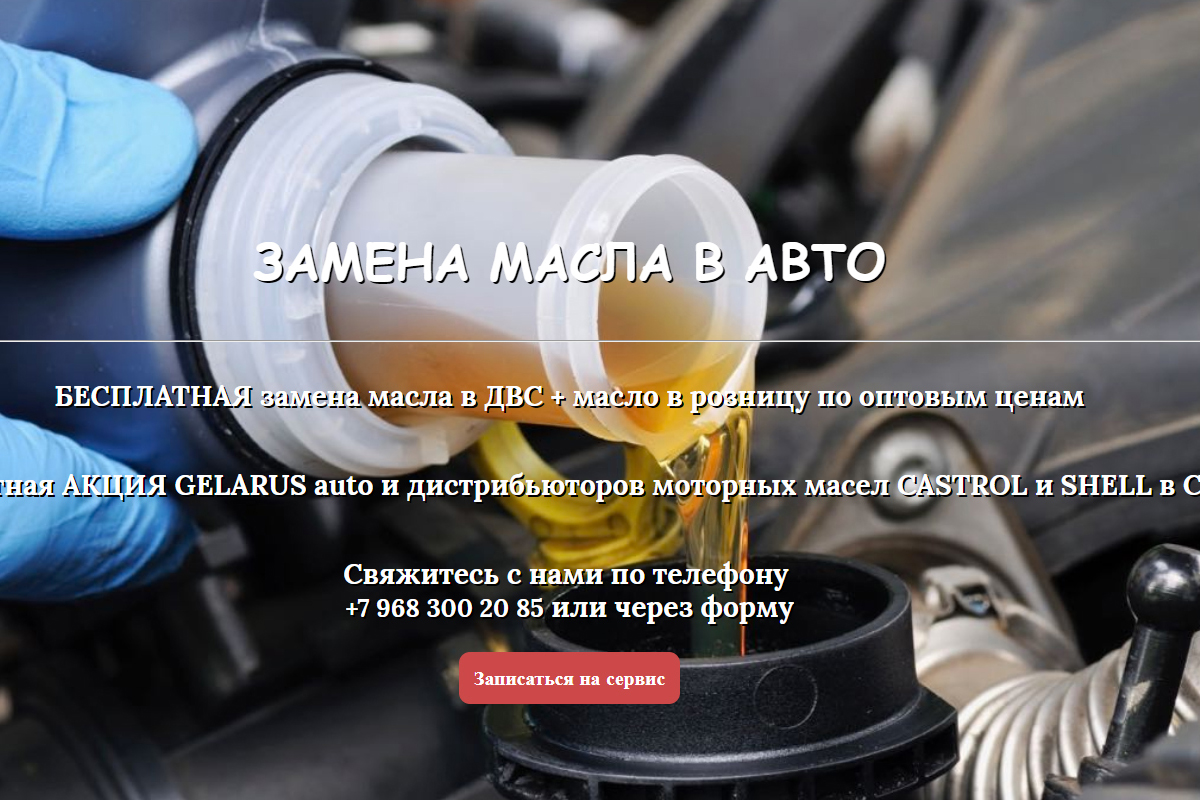 ЗАМЕНА МАСЛА В АВТО
БЕСПЛАТНАЯ замена масла в ДВС + масло в розницу по оптовым ценам
АКЦИЯ GELARUS auto и дистрибьюторов моторных масел CASTROL и SHELL в
Свяжитесь с нами по телефону
+7 968 300 20 85 или через форму
Записаться на сервис